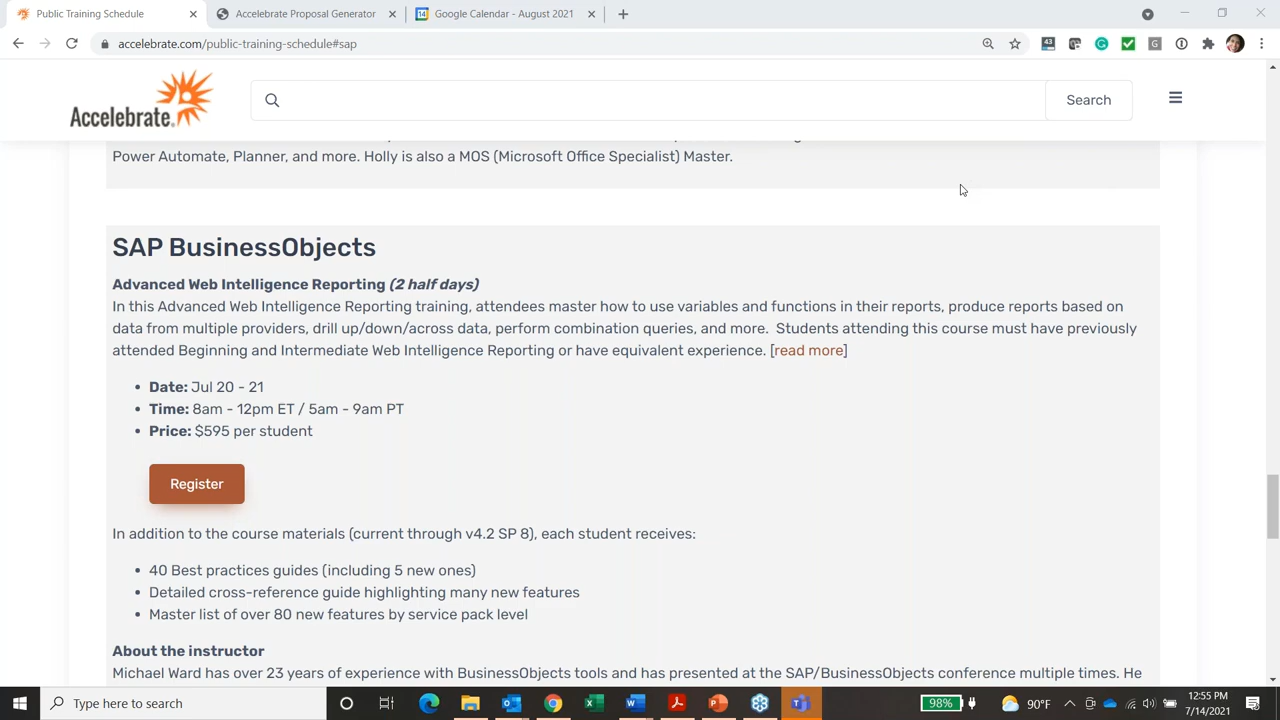 Public Training Schedule
Accelebrate Proposal Generator
14 Google Calendar - August 2021
accelebrate.com/public-training-schedule#sap
43
G
G
Accelebrate.
Search
Power Automate, Planner, and more. Holly is also a MOS (Microsoft Office Specialist) Master.
SAP BusinessObjects
Advanced Web Intelligence Reporting (2 half days)
In this Advanced Web Intelligence Reporting training, attendees master how to use variables and functions in their reports, produce reports based on
data from multiple providers, drill up/down/across data, perform combination queries, and more. Students attending this course must have previously
attended Beginning and Intermediate Web Intelligence Reporting or have equivalent experience. [read more]
• Date: Jul 20 - 21
• Time: 8am - 12pm ET / 5am - 9am PT
• Price: $595 per student
Register
In addition to the course materials (current through v4.2 SP 8), each student receives:
• 40 Best practices guides (including 5 new ones)
• Detailed cross-reference guide highlighting many new features
• Master list of over 80 new features by service pack level
About the instructor
Michael Ward has over 23 years of experience with BusinessObjects tools and has presented at the SAP/BusinessObjects conference multiple times. He
Type here to search
98%
90°F
12:55 PM
7/14/2021